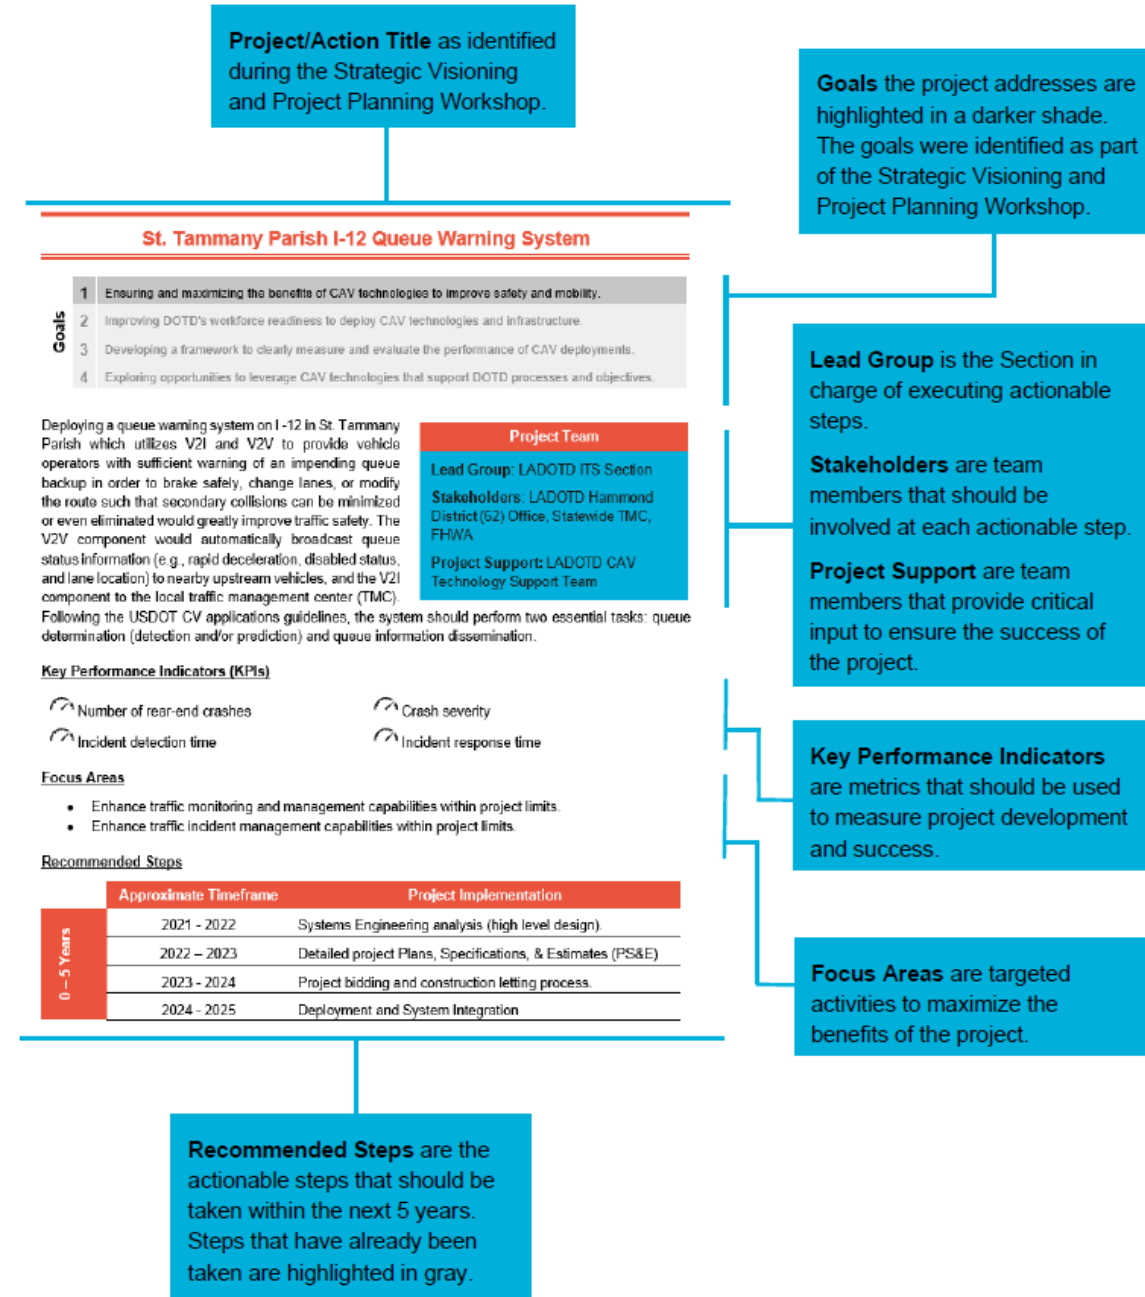 Project/Action Title as identified
during the Strategic Visioning
and Project Planning Workshop.
Goals the project addresses are
highlighted in a darker shade.
The goals were identified as part
of the Strategic Visioning and
Project Planning Workshop.
St. Tammany Parish I-12 Queue Warning System
Goals
1 Ensuring and maximizing the benefits of CAV technologies to improve safety and mobility.
2 Improving DOTD's workforce readiness to deploy CAV technologies and infrastructure.
3 Developing a framework to clearly measure and evaluate the performance of CAV deployments.
4 Exploring opportunities to leverage CAV technologies that support DOTD processes and objectives.
Lead Group is the Section in
charge of executing actionable
steps.
Stakeholders are team
members that should be
involved at each actionable step.
Project Support are team
members that provide critical
input to ensure the success of
the project.
Deploying a queue warning system on I -12 in St. Tammany
Parish which utilizes V2I and V2V to provide vehicle
operators with sufficient warning of an impending queue
backup in order to brake safely, change lanes, or modify
the route such that secondary collisions can be minimized
or even eliminated would greatly improve traffic safety. The
V2V component would automatically broadcast queue
status information (e.g., rapid deceleration, disabled status,
and lane location) to nearby upstream vehicles, and the V2I
component to the local traffic management center (TMC).
Following the USDOT CV applications guidelines, the system should perform two essential tasks: queue
determination (detection and/or prediction) and queue information dissemination.
Project Team
Lead Group: LADOTD ITS Section
Stakeholders: LADOTD Hammond
District (62) Office, Statewide TMC,
FHWA
Project Support: LADOTD CAV
Technology Support Team
Key Performance Indicators (KPIs)
Number of rear-end crashes
Crash severity
Incident detection time
Incident response time
Key Performance Indicators
are metrics that should be used
to measure project development
and success.
Focus Areas
• Enhance traffic monitoring and management capabilities within project limits.
• Enhance traffic incident management capabilities within project limits.
Recommended Steps
Approximate Timeframe Project Implementation
0 – 5 Years
2021 - 2022 Systems Engineering analysis (high level design).
2022 – 2023 Detailed project Plans, Specifications, & Estimates (PS&E)
2023 - 2024 Project bidding and construction letting process.
2024 - 2025 Deployment and System Integration
Focus Areas are targeted
activities to maximize the
benefits of the project.
Recommended Steps are the
actionable steps that should be
taken within the next 5 years.
Steps that have already been
taken are highlighted in gray.